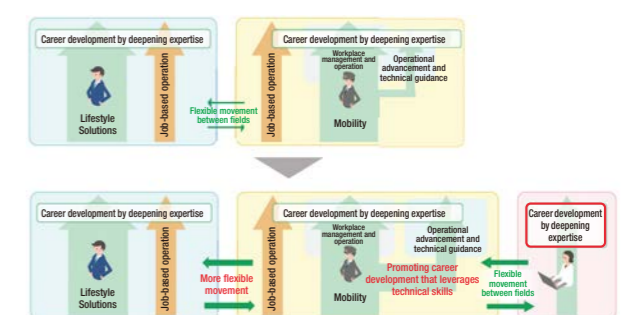 Career development by deepening expertise
Job-based operation
Lifestyle
Solutions
Flexible movement
between fields
Career development by deepening expertise
Job-based operation
Workplace
management and
operation
Operational
advancement and
technical guidance
Mobility
Career development by deepening expertise
Job-based operation
Lifestyle
Solutions
More flexible
movement
Career development by deepening expertise
Job-based operation
Workplace
management and
operation
Operational
advancement and
technical guidance
Promoting career
development that leverages
technical skills
Mobility
Flexible
movement
between fields
Career development
by deepening
expertise